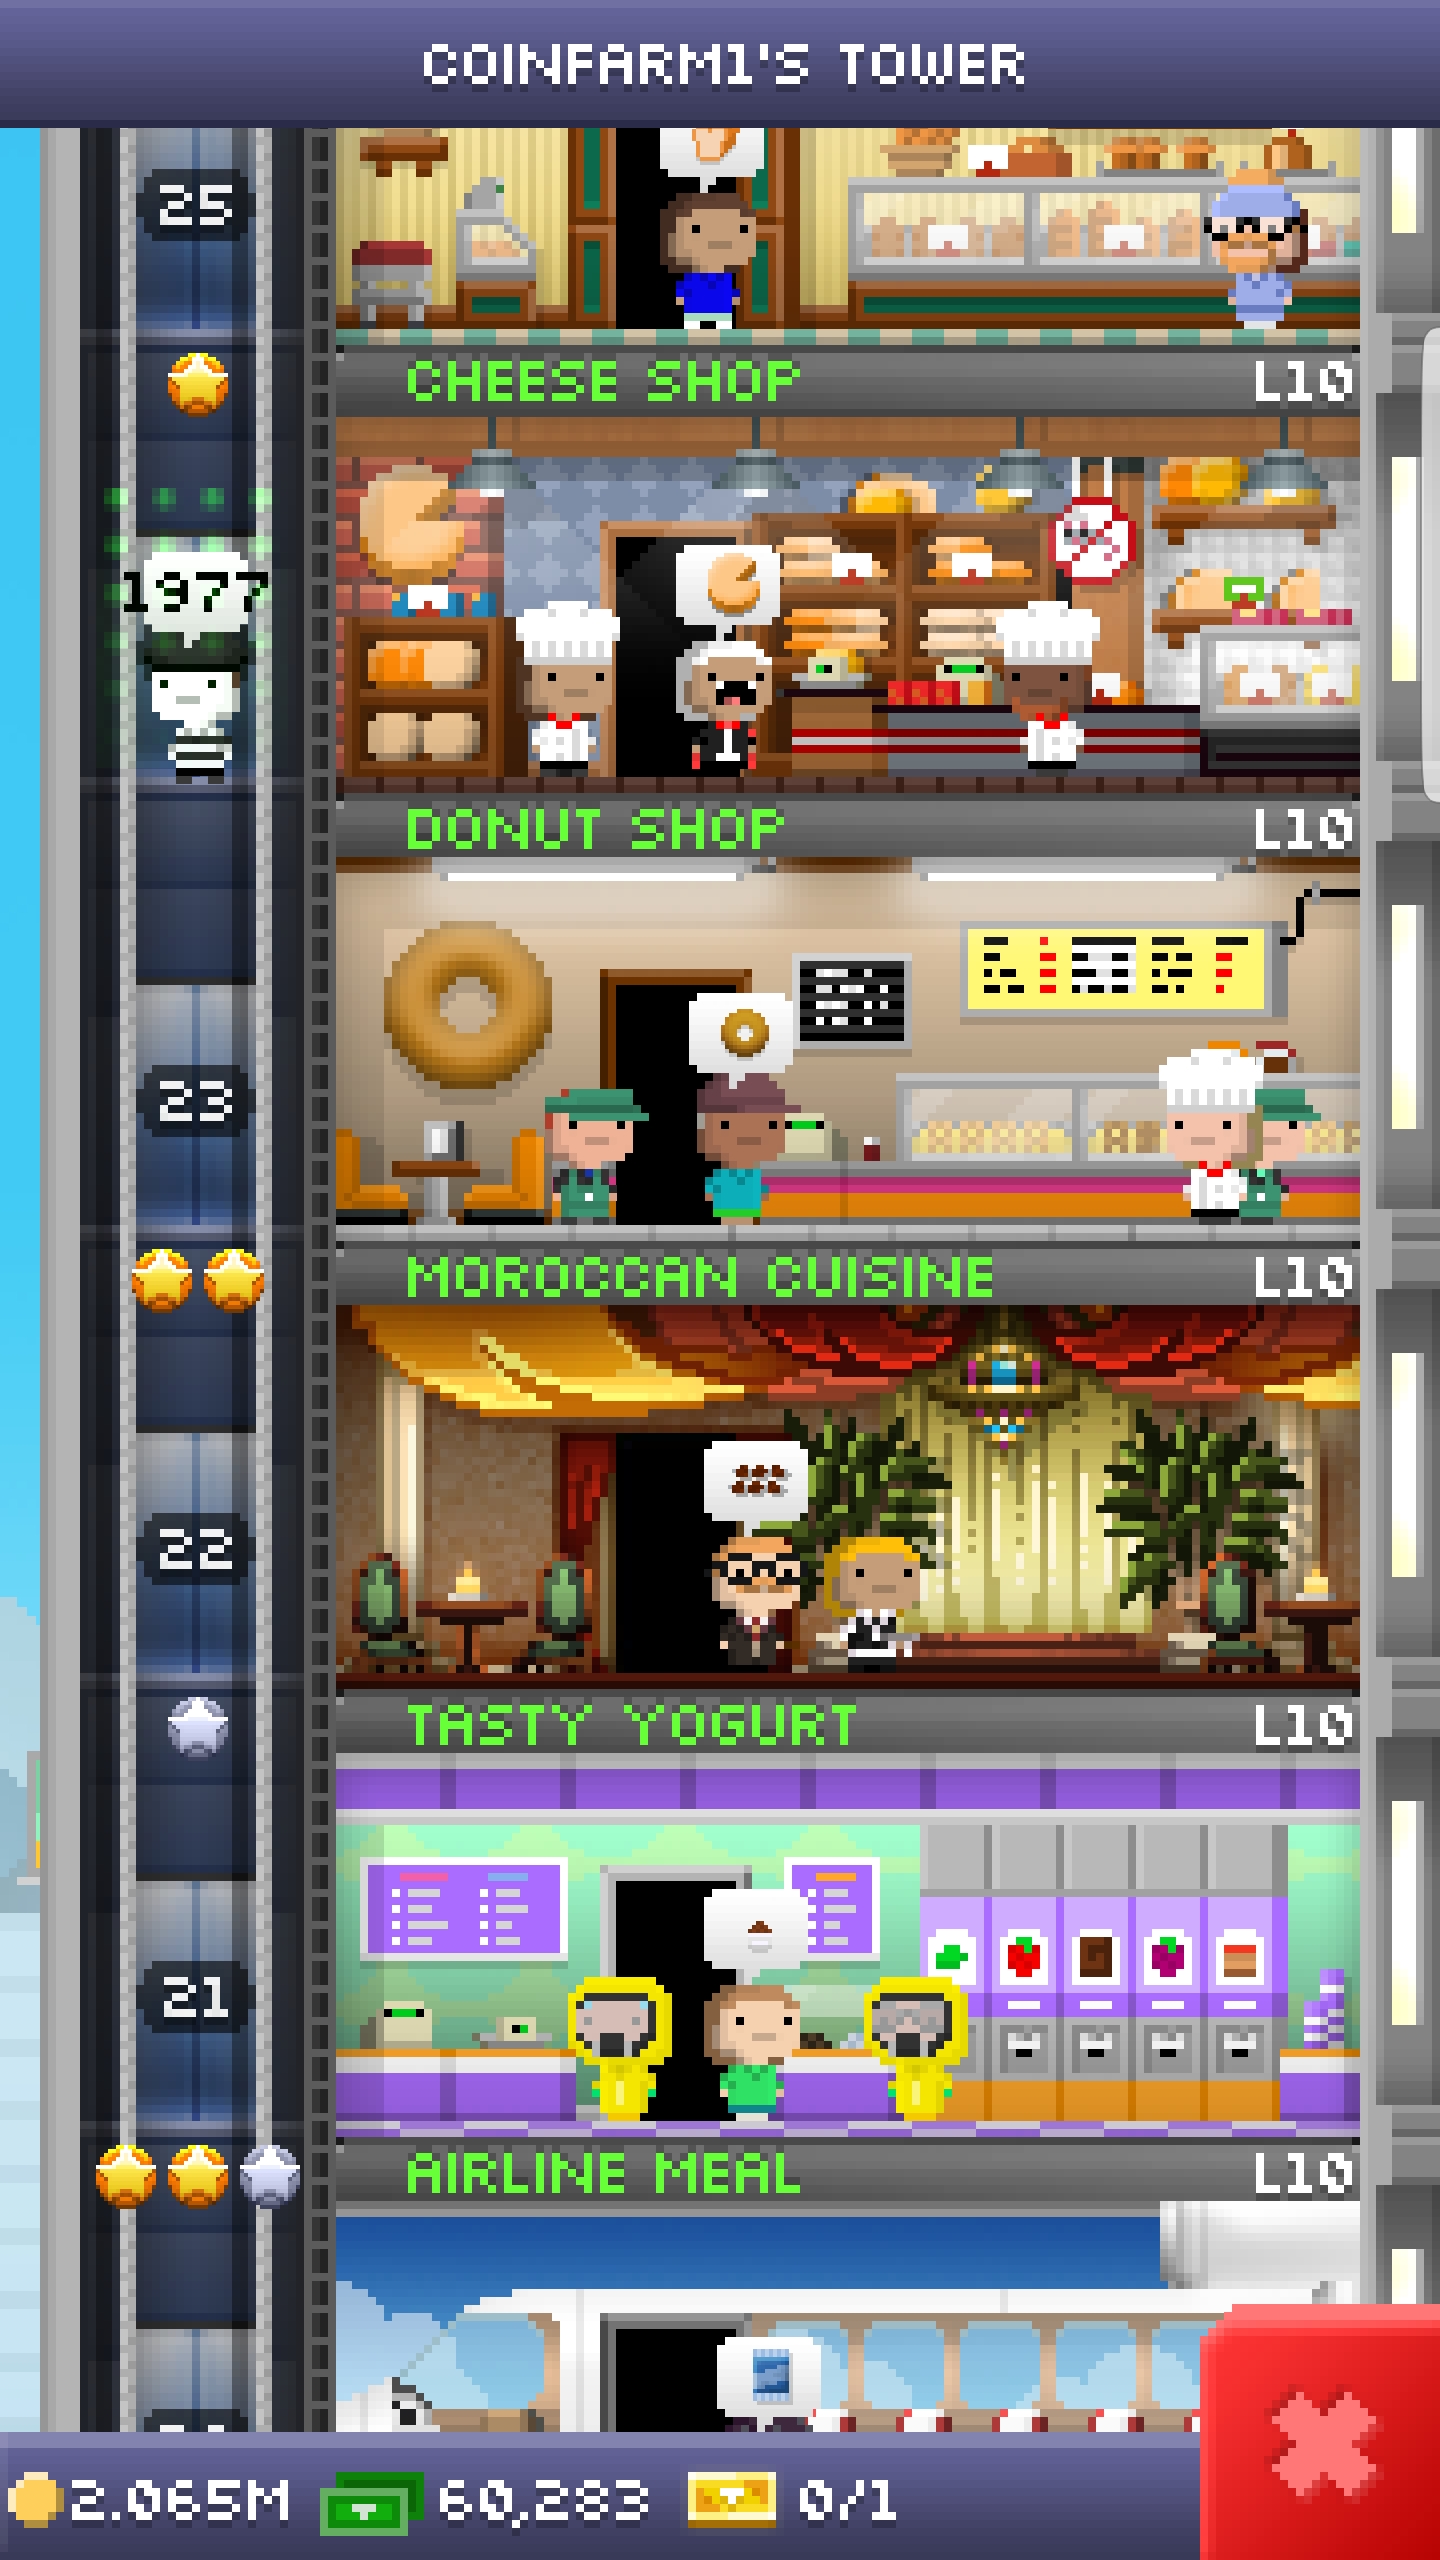 COINFARM1'S TOWER
25
CHEESE SHOP L10
1977
DONUT SHOP L10
23
MOROCCAN CUISINE L10
22
TASTY YOGURT L10
21
AIRLINE MEAL L10
2.065M 60,283 0/1